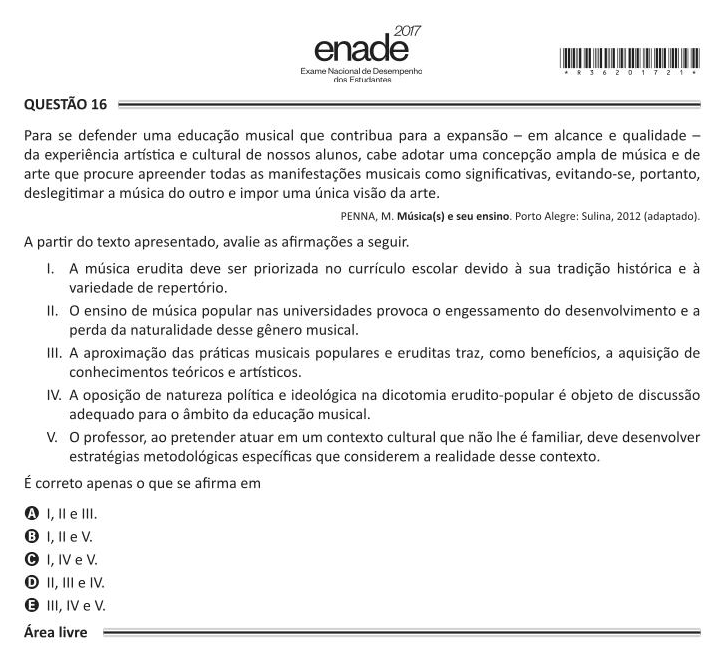 2017
enade
Exame Nacional de Desempenho
dos Estudantes
* R 3 6 2 0 1 7 2 1 *
QUESTÃO 16
Para se defender uma educação musical que contribua para a expansão – em alcance e qualidade –
da experiência artística e cultural de nossos alunos, cabe adotar uma concepção ampla de música e de
arte que procure apreender todas as manifestações musicais como significativas, evitando-se, portanto,
deslegitimar a música do outro e impor uma única visão da arte.
PENNA, M. Música(s) e seu ensino. Porto Alegre: Sulina, 2012 (adaptado).
A partir do texto apresentado, avalie as afirmações a seguir.
I. A música erudita deve ser priorizada no currículo escolar devido à sua tradição histórica e à
variedade de repertório.
II. O ensino de música popular nas universidades provoca o engessamento do desenvolvimento e a
perda da naturalidade desse gênero musical.
III. A aproximação das práticas musicais populares e eruditas traz, como benefícios, a aquisição de
conhecimentos teóricos e artísticos.
IV. A oposição de natureza política e ideológica na dicotomia erudito-popular é objeto de discussão
adequado para o âmbito da educação musical.
V. O professor, ao pretender atuar em um contexto cultural que não lhe é familiar, deve desenvolver
estratégias metodológicas específicas que considerem a realidade desse contexto.
É correto apenas o que se afirma em
A I, II e III.
B I, II e V.
C I, IV e V.
D II, III e IV.
E III, IV e V.
Área livre